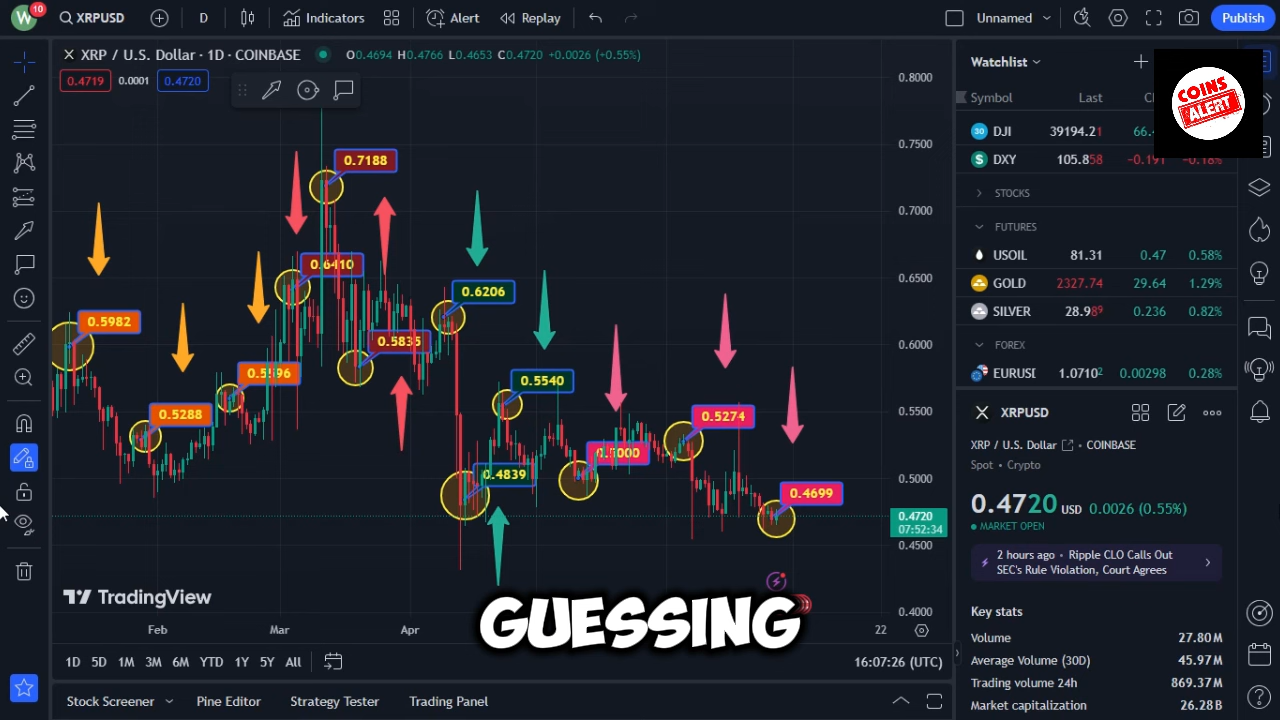 W 10 XRPUSD D Indicators Alert Replay Unnamed Publish
XRP / U.S. Dollar · 1D · COINBASE O0.4694 H0.4766 L0.4653 C0.4720 +0.0026 (+0.55%)
0.4719 0.0001 0.4720
0.8000
0.7500
0.7000
0.6500
0.6000
0.5500
0.5000
0.4720
07:52:34
0.4500
0.4000
0.7188
0.6410
0.5982
0.5835
0.6206
0.5596
0.5540
0.5288
0.5274
0.5000
0.4839
0.4699
TradingView
GUESSING
Feb Mar Apr 22
1D 5D 1M 3M 6M YTD 1Y 5Y All 16:07:26 (UTC)
Stock Screener Pine Editor Strategy Tester Trading Panel
Watchlist
COINS
ALERT
Symbol Last
DJI 39194.21 66.4
DXY 105.858 −0.191 −0.18%
STOCKS
FUTURES
USOIL 81.31 0.47 0.58%
GOLD 2327.74 29.64 1.29%
SILVER 28.989 0.236 0.82%
FOREX
EURUSD 1.07102 0.00298 0.28%
XRPUSD
XRP / U.S. Dollar COINBASE
Spot • Crypto
0.4720 USD 0.0026 (0.55%)
MARKET OPEN
2 hours ago • Ripple CLO Calls Out
SEC's Rule Violation, Court Agrees
Key stats
Volume 27.80M
Average Volume (30D) 45.97M
Trading volume 24h 869.37M
Market capitalization 26.28B